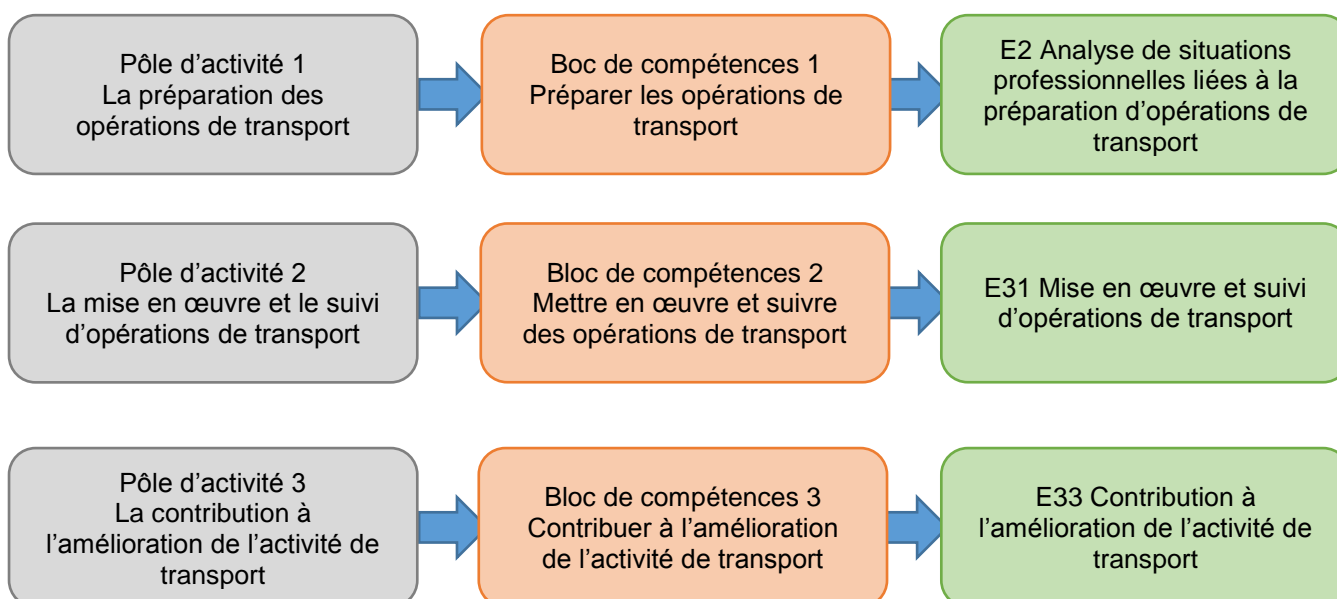 Pôle d’activité 1
La préparation des
opérations de transport
Boc de compétences 1
Préparer les opérations de
transport
E2 Analyse de situations
professionnelles liées à la
préparation d’opérations de
transport
Pôle d’activité 2
La mise en œuvre et le suivi
d’opérations de transport
Bloc de compétences 2
Mettre en œuvre et suivre
des opérations de transport
E31 Mise en œuvre et suivi
d’opérations de transport
Pôle d’activité 3
La contribution à
l’amélioration de l’activité de
transport
Bloc de compétences 3
Contribuer à l’amélioration
de l’activité de transport
E33 Contribution à
l’amélioration de l’activité de
transport